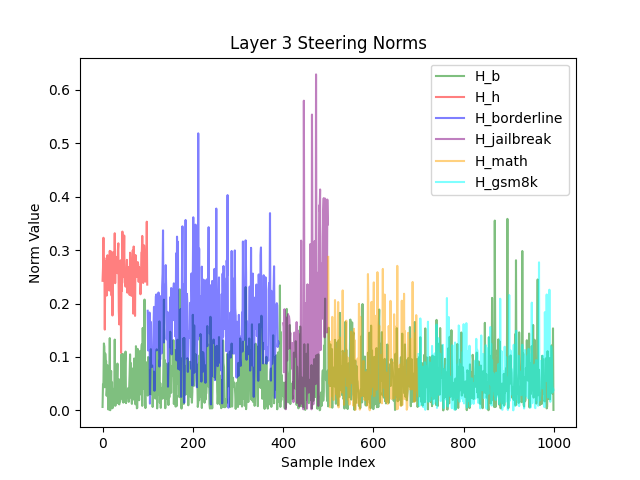 Layer 3 Steering Norms
H_b
H_h
H_borderline
H_jailbreak
H_math
H_gsm8k
Norm Value
0.6
0.5
0.4
0.3
0.2
0.1
0.0
0 200 400 600 800 1000
Sample Index